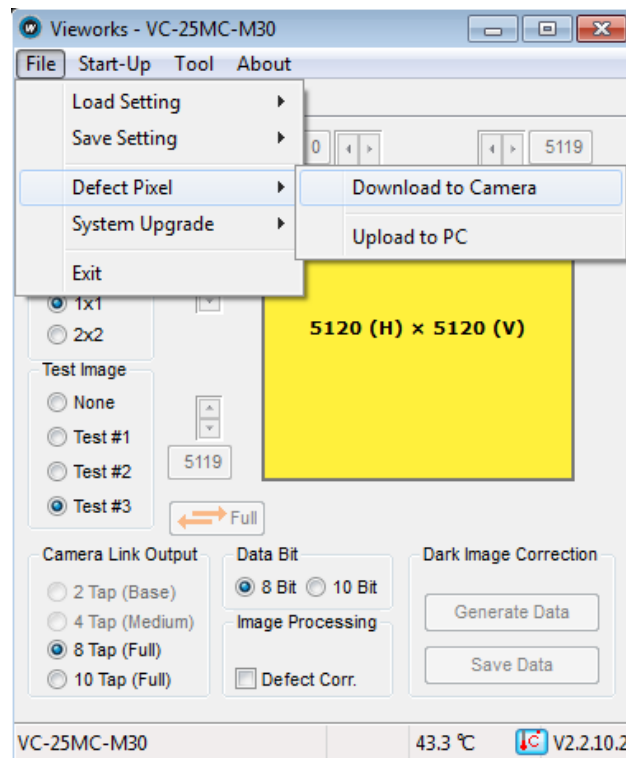 Vieworks - VC-25MC-M30
File Start-Up Tool About
Load Setting
Save Setting
0
5119
Defect Pixel
Download to Camera
System Upgrade
Upload to PC
Exit
1x1
2x2
5120 (H) × 5120 (V)
Test Image
None
Test #1
Test #2
5119
Test #3
Full
Camera Link Output
Data Bit
Dark Image Correction
2 Tap (Base)
8 Bit 10 Bit
4 Tap (Medium)
Image Processing
Generate Data
8 Tap (Full)
10 Tap (Full)
Defect Corr.
Save Data
VC-25MC-M30
43.3 ℃
V2.2.10.2